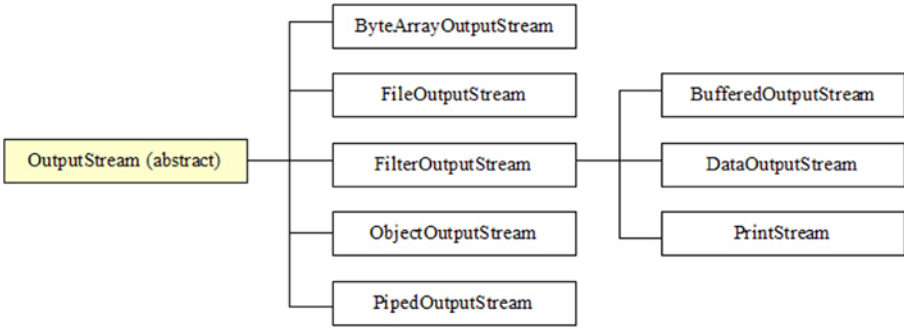 ByteArrayOutputStream
FileOutputStream
BufferedOutputStream
OutputStream (abstract)
FilterOutputStream
DataOutputStream
ObjectOutputStream
PrintStream
PipedOutputStream